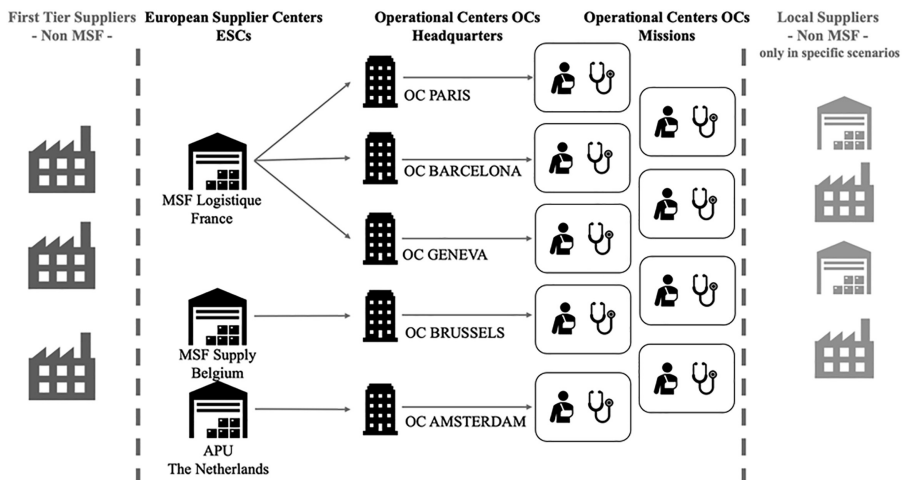 First Tier Suppliers
- Non MSF -
European Supplier Centers
ESCs
Operational Centers OCs
Headquarters
Operational Centers OCs
Missions
Local Suppliers
- Non MSF -
only in specific scenarios
OC PARIS
OC BARCELONA
MSF Logistique
France
OC GENEVA
OC BRUSSELS
MSF Supply
Belgium
OC AMSTERDAM
APU
The Netherlands